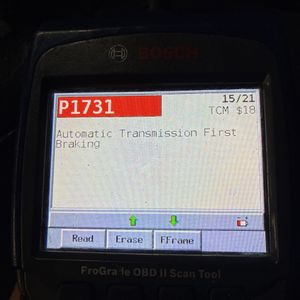 BOSCH
P1731
15/21
TCM $18
Automatic Transmission First
Braking
Read Erase FFrame
OBD II Scan Tool